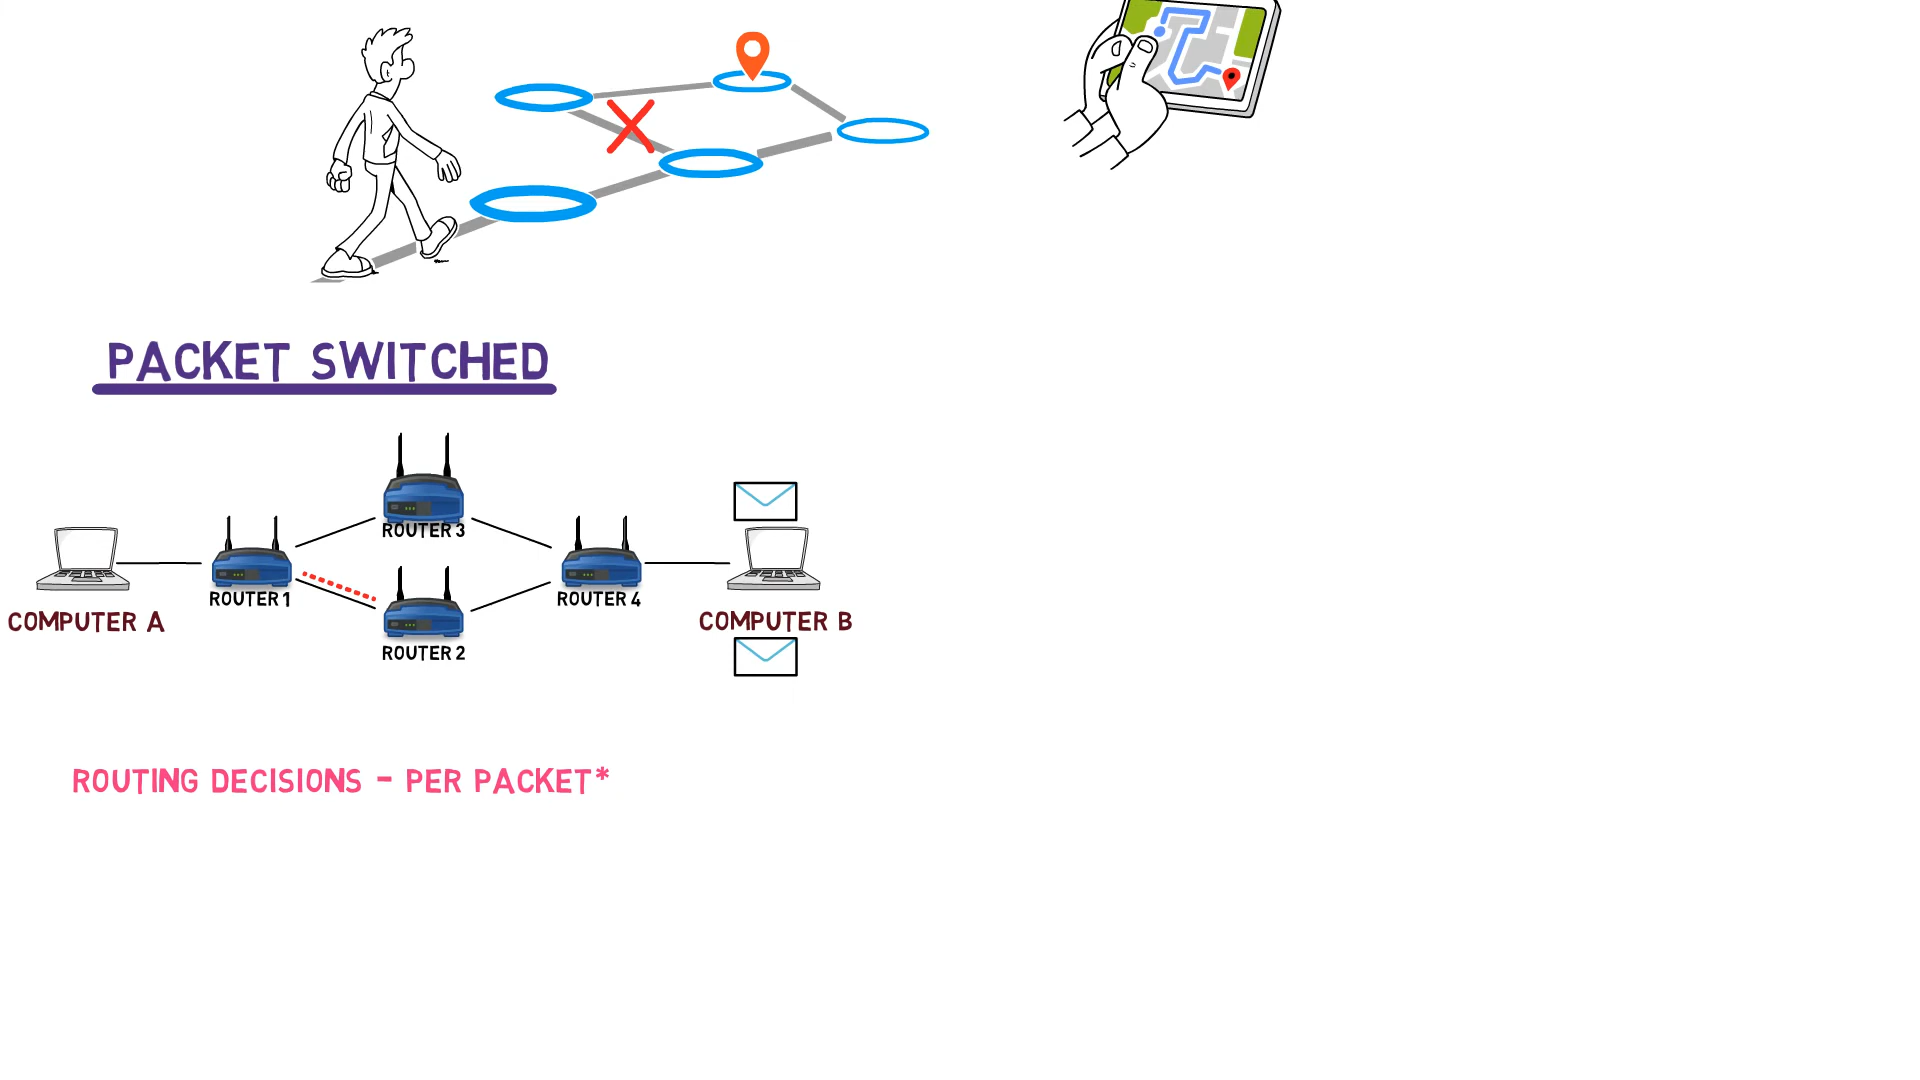 PACKET SWITCHED
ROUTER 3
ROUTER 1
ROUTER 4
COMPUTER A
COMPUTER B
ROUTER 2
ROUTING DECISIONS - PER PACKET*